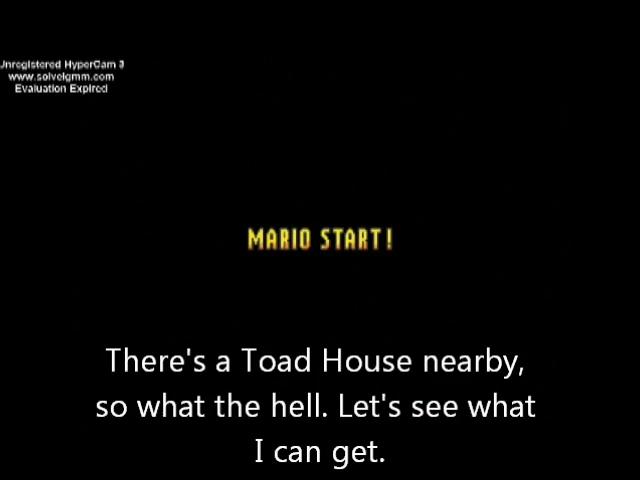 Unregistered HyperCam 3
www.solveigmm.com
Evaluation Expired
MARIO START!
There's a Toad House nearby,
so what the hell. Let's see what
I can get.